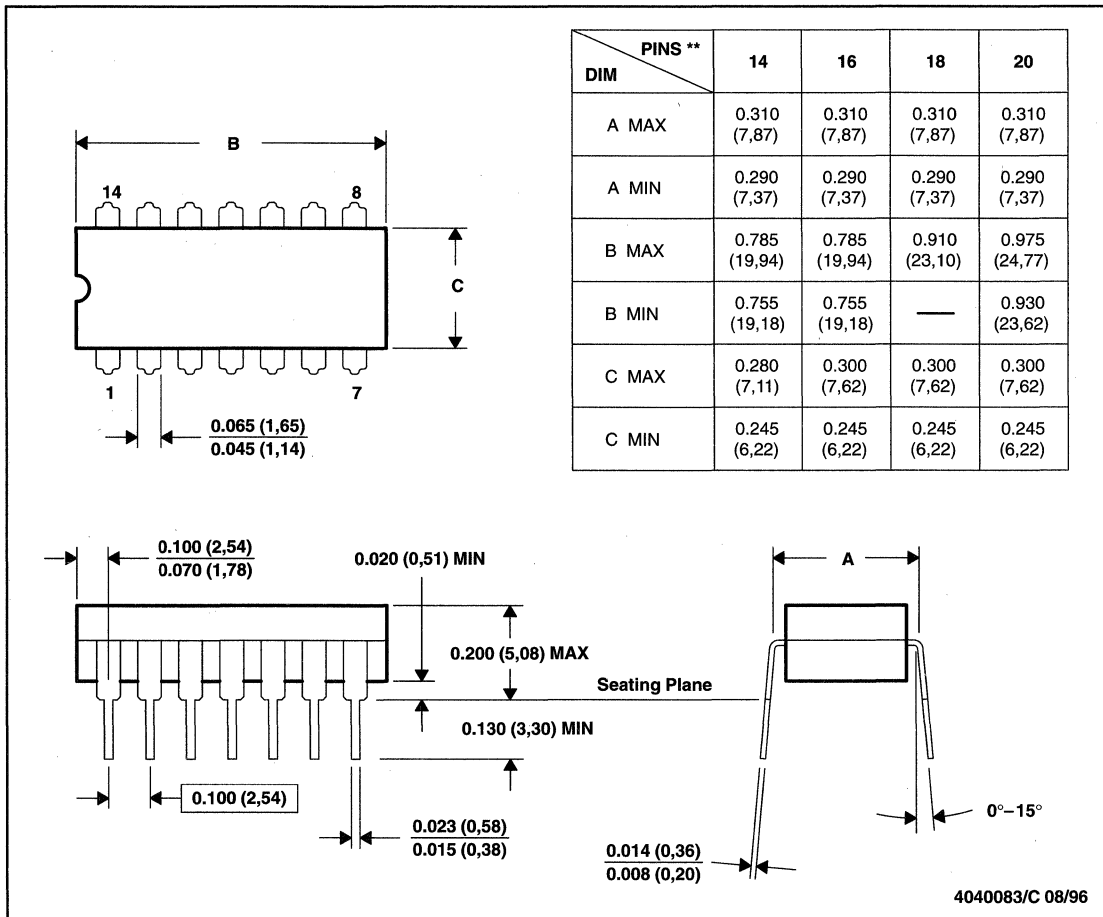 PINS **
DIM
14 16 18 20
A MAX 0.310 (7,87) 0.310 (7,87) 0.310 (7,87) 0.310 (7,87)
A MIN 0.290 (7,37) 0.290 (7,37) 0.290 (7,37) 0.290 (7,37)
B MAX 0.785 (19,94) 0.785 (19,94) 0.910 (23,10) 0.975 (24,77)
B MIN 0.755 (19,18) 0.755 (19,18) — 0.930 (23,62)
C MAX 0.280 (7,11) 0.300 (7,62) 0.300 (7,62) 0.300 (7,62)
C MIN 0.245 (6,22) 0.245 (6,22) 0.245 (6,22) 0.245 (6,22)
B
14 8
C
1 7
0.065 (1,65)
0.045 (1,14)
0.100 (2,54)
0.070 (1,78)
0.020 (0,51) MIN
0.200 (5,08) MAX
Seating Plane
0.130 (3,30) MIN
0.100 (2,54)
0.023 (0,58)
0.015 (0,38)
A
0°–15°
0.014 (0,36)
0.008 (0,20)
4040083/C 08/96